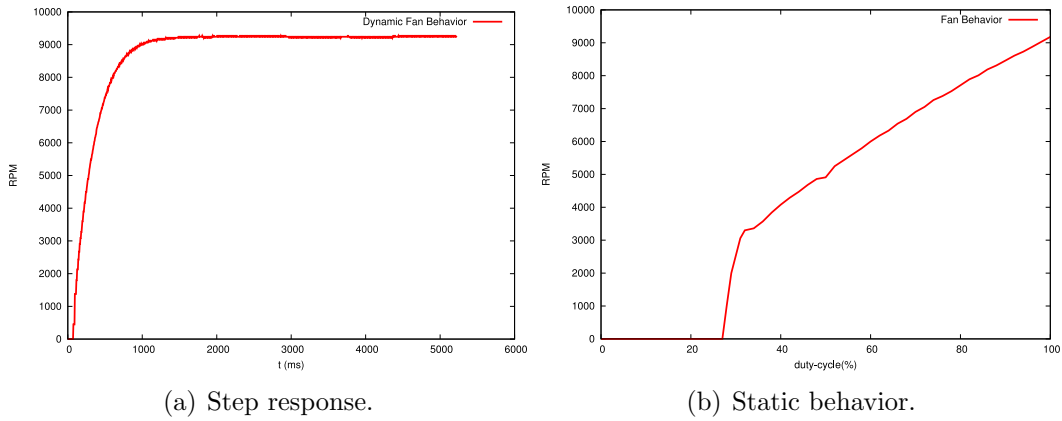 10000
9000
8000
7000
6000
5000
4000
3000
2000
1000
0
RPM
Dynamic Fan Behavior
0 1000 2000 3000 4000 5000 6000
t (ms)
(a) Step response.
10000
9000
8000
7000
6000
5000
4000
3000
2000
1000
0
RPM
Fan Behavior
0 20 40 60 80 100
duty-cycle(%)
(b) Static behavior.